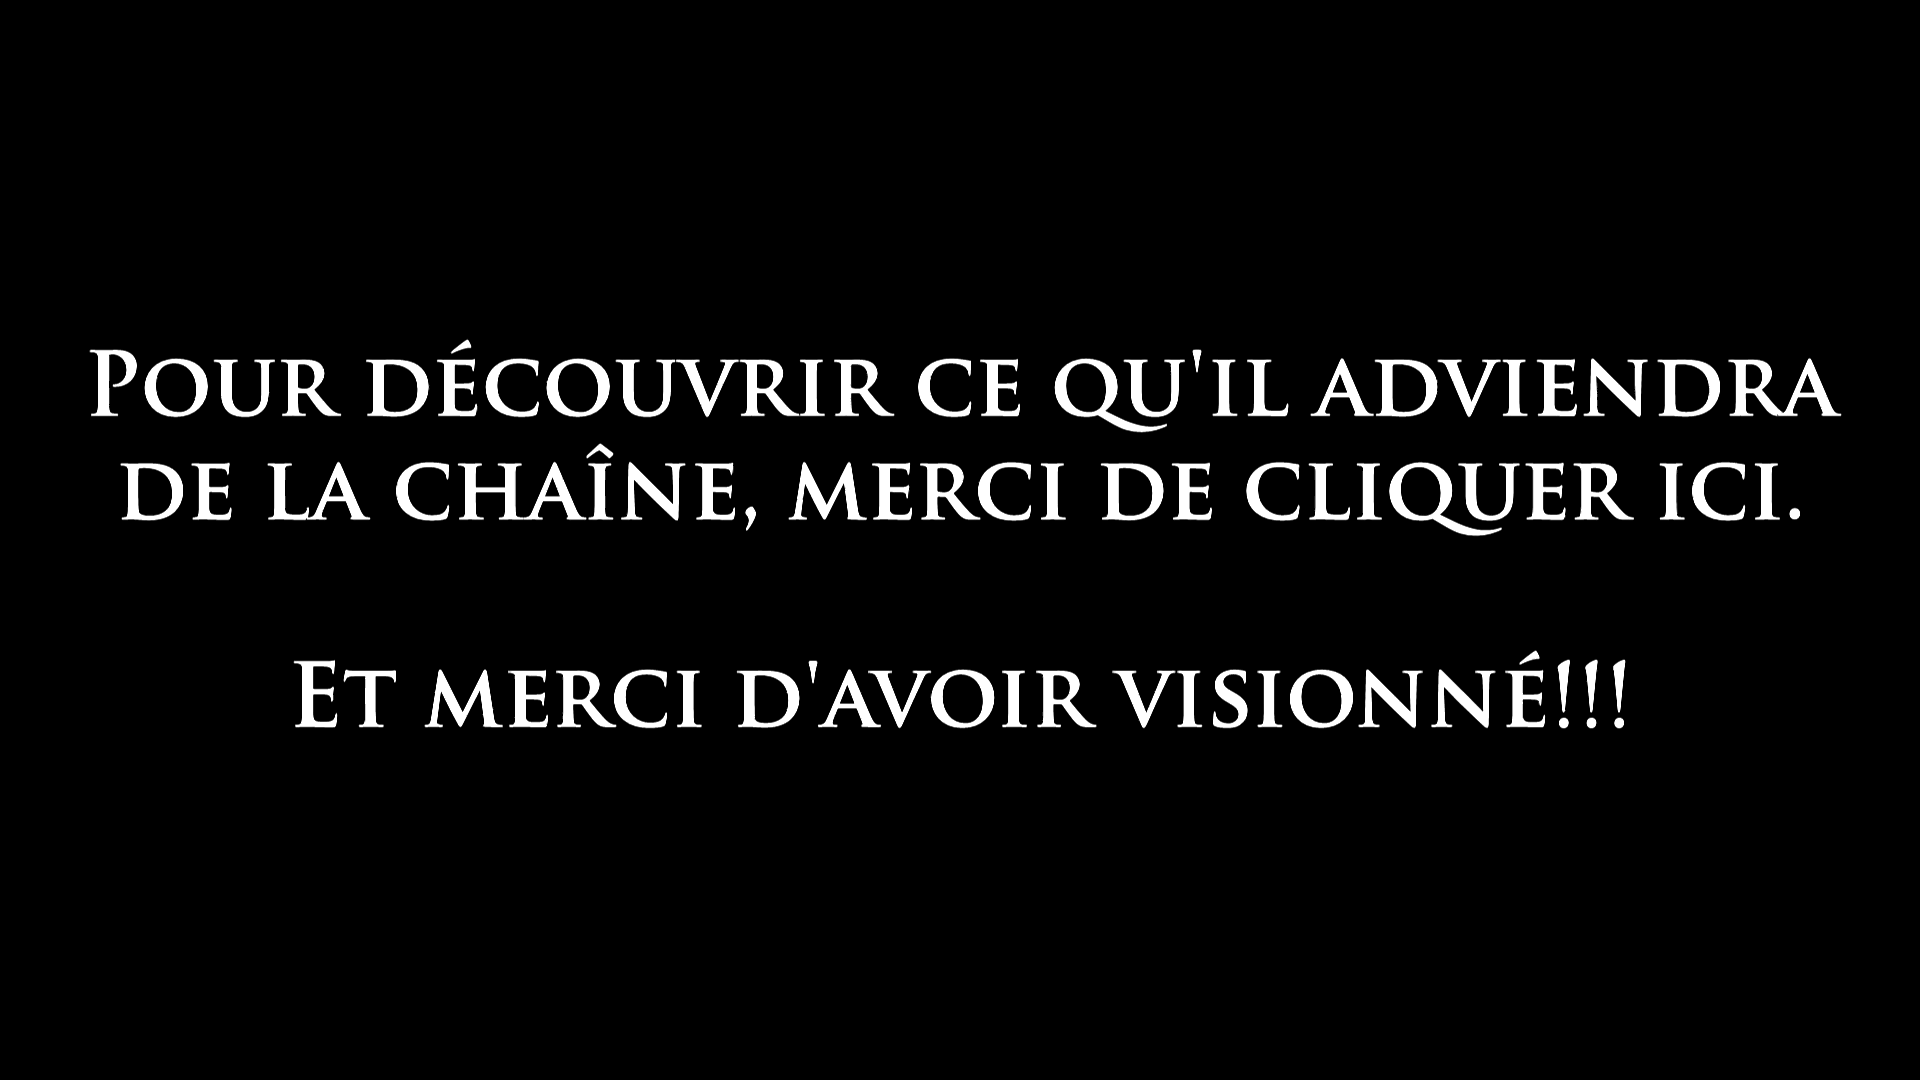 Pour découvrir ce qu'il adviendra
de la chaîne, merci de cliquer ici.
Et merci d'avoir visionné!!!